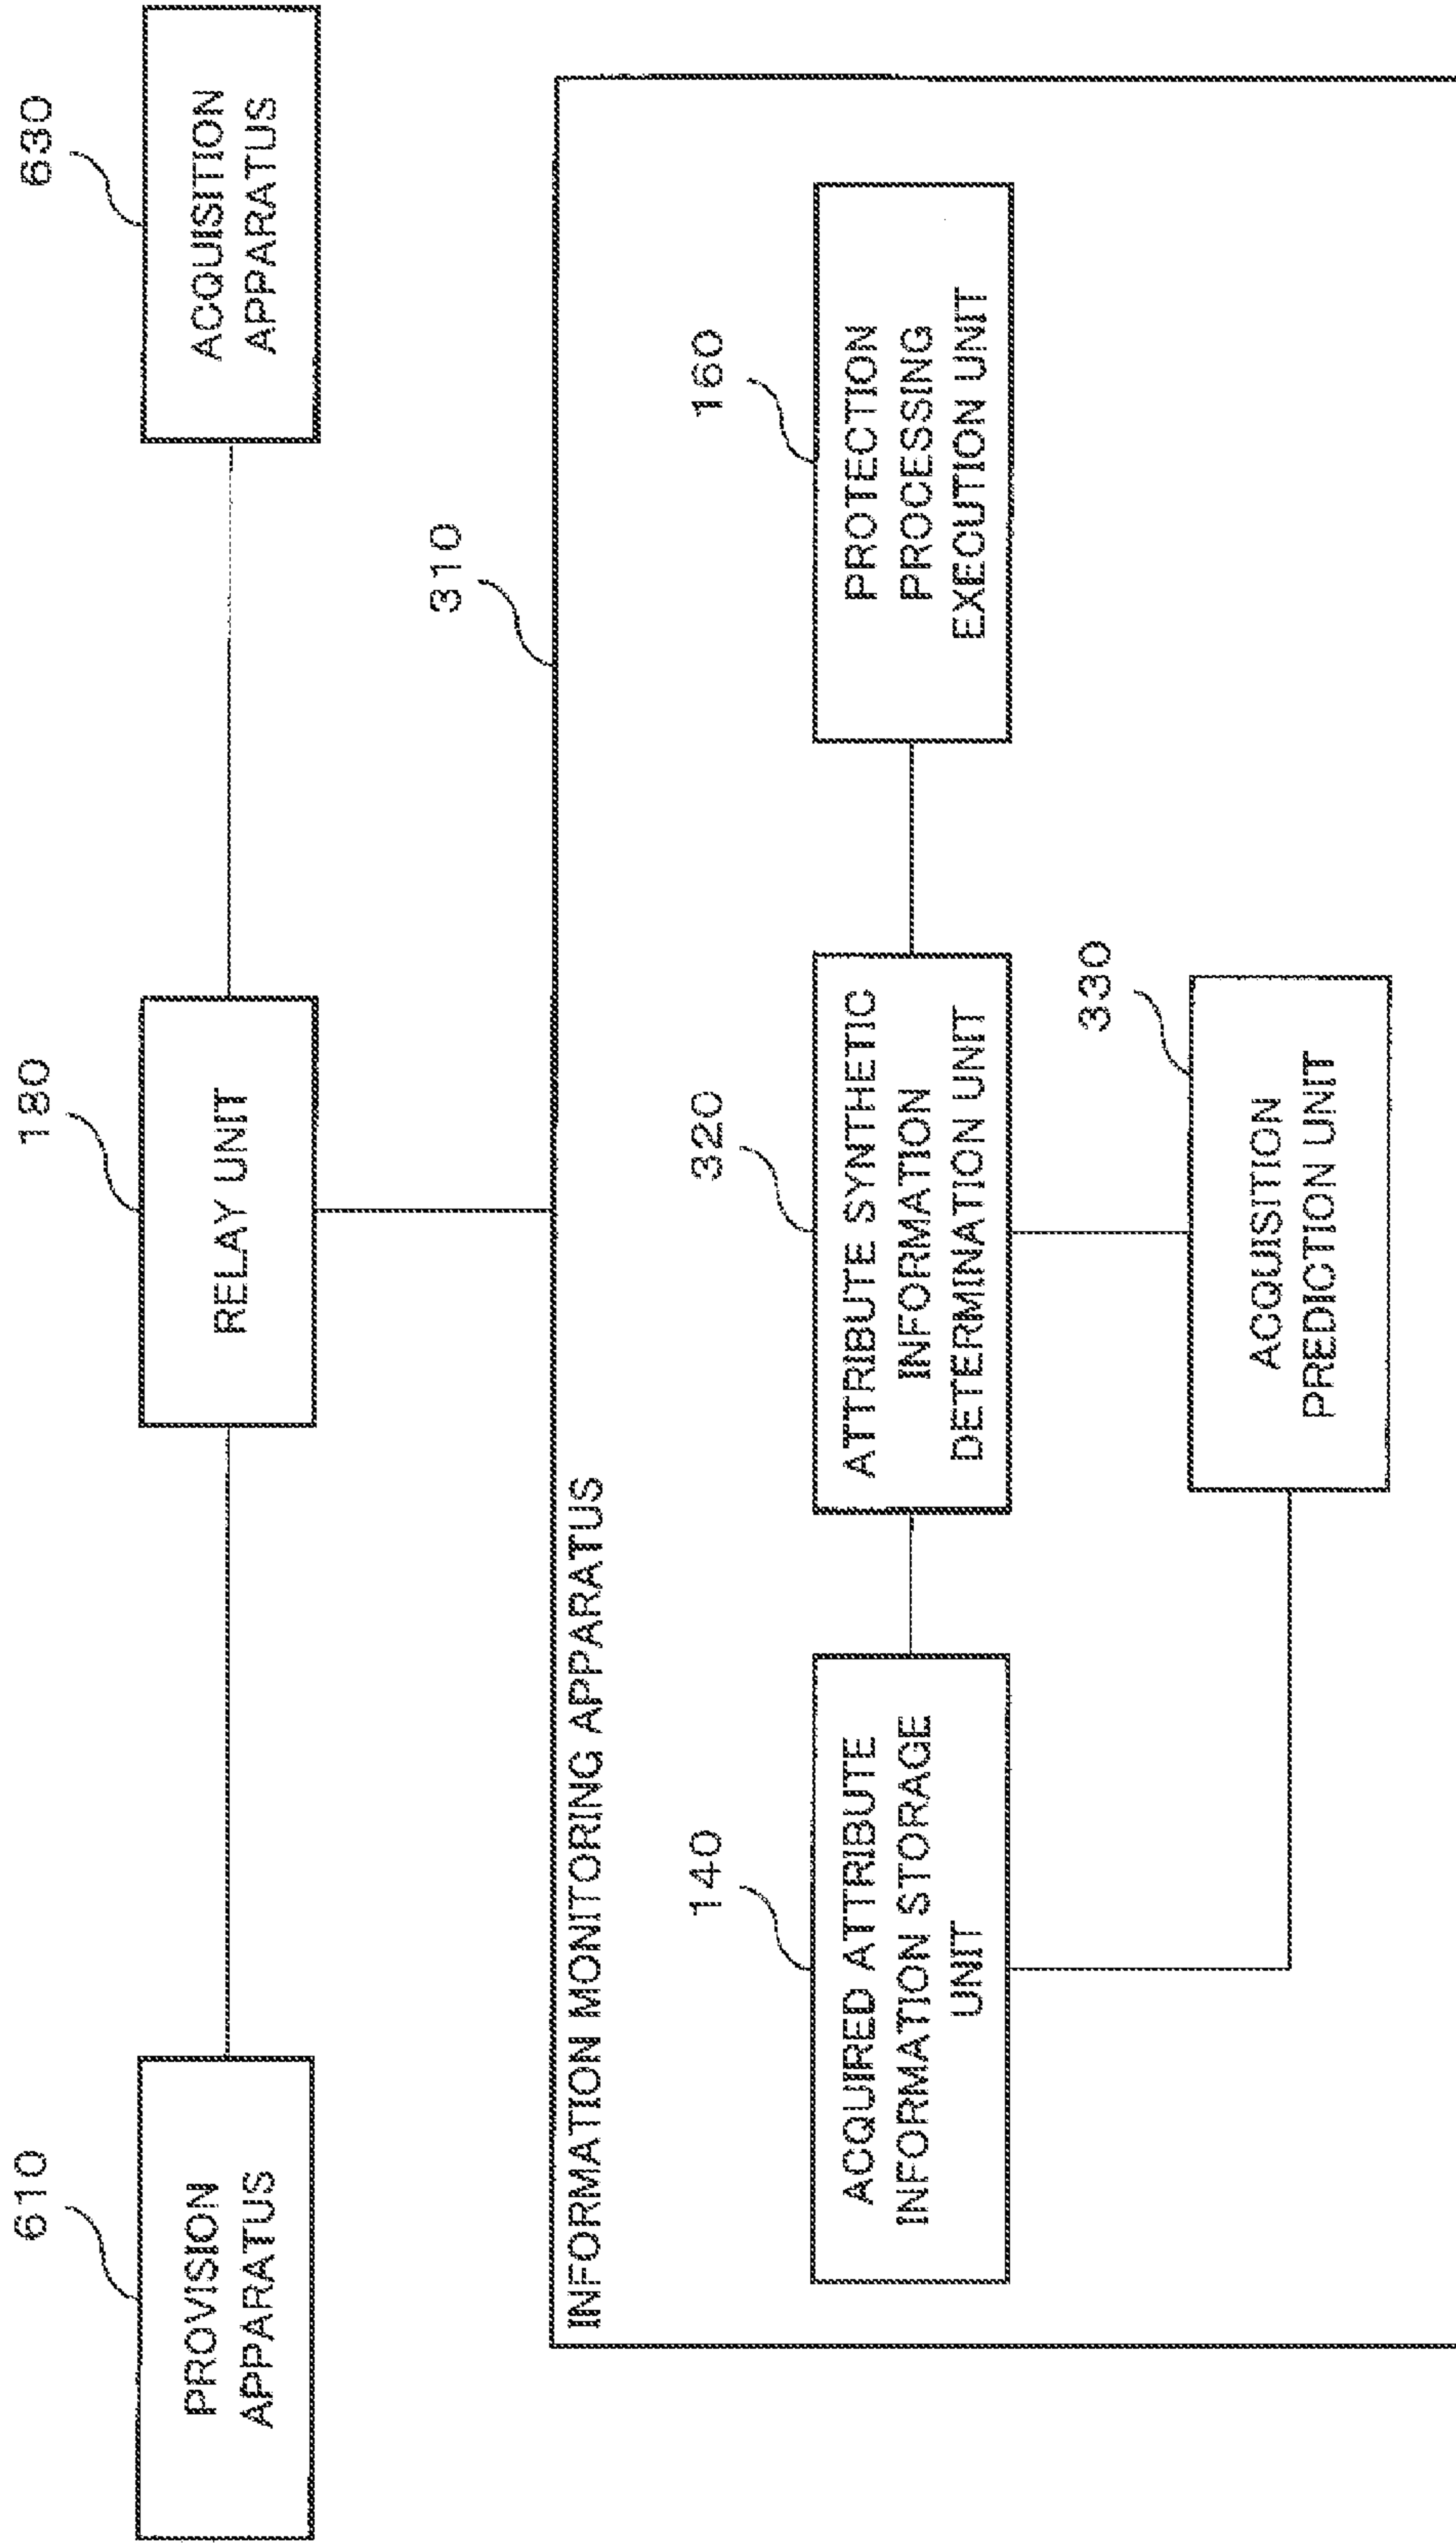 610
PROVISION
APPARATUS
180
RELAY UNIT
630
ACQUISITION
APPARATUS
310
INFORMATION MONITORING APPARATUS
140
ACQUIRED ATTRIBUTE
INFORMATION STORAGE
UNIT
320
ATTRIBUTE SYNTHETIC
INFORMATION
DETERMINATION UNIT
160
PROTECTION
PROCESSING
EXECUTION UNIT
330
ACQUISITION
PREDICTION UNIT